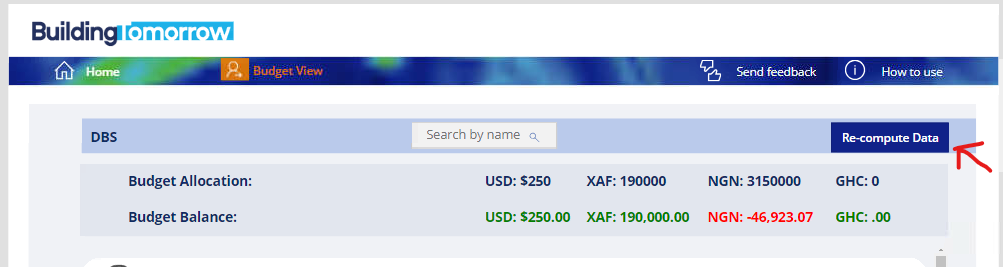 Building Tomorrow
Home Budget View Send feedback How to use
DBS Search by name Re-compute Data
Budget Allocation: USD: $250 XAF: 190000 NGN: 3150000 GHC: 0
Budget Balance: USD: $250.00 XAF: 190,000.00 NGN: -46,923.07 GHC: .00